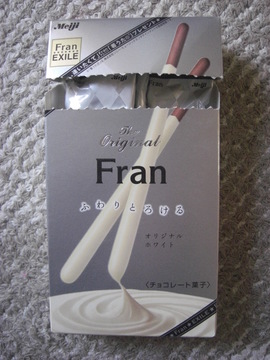 Meiji
Fran
EXILE
The
Original
Fran
ふわりとろける
オリジナル
ホワイト
〈チョコレート菓子〉
Fran×EXILE